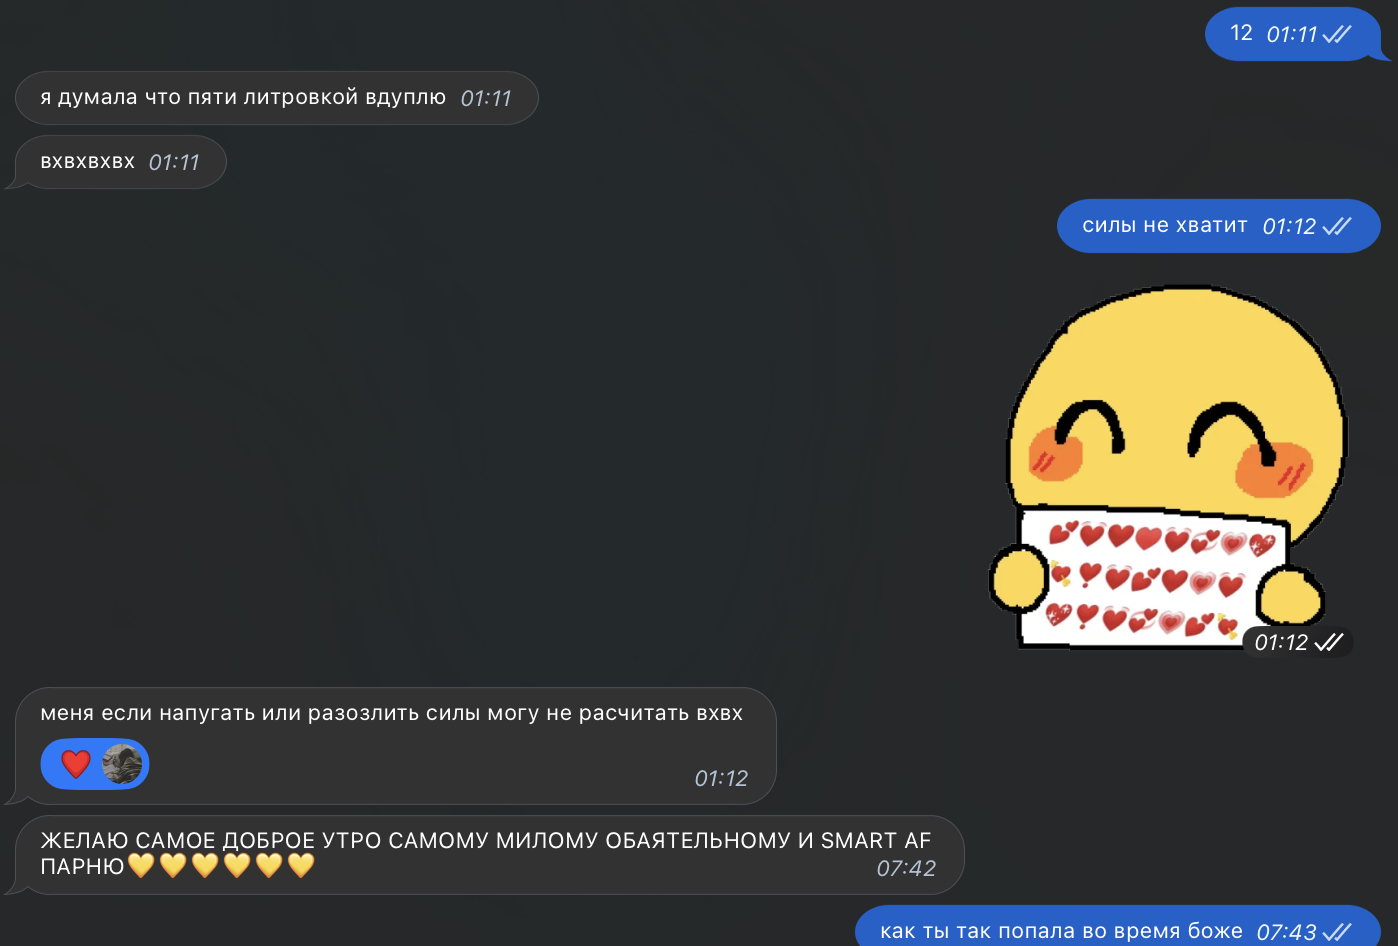 12 01:11
я думала что пяти литровкой вдуплю 01:11
вхвхвхвх 01:11
силы не хватит 01:12
01:12
меня если напугать или разозлить силы могу не расчитать вхвх
01:12
ЖЕЛАЮ САМОЕ ДОБРОЕ УТРО САМОМУ МИЛОМУ ОБАЯТЕЛЬНОМУ И SMART AF
ПАРНЮ💛💛💛💛💛💛 07:42
как ты так попала во время боже 07:43